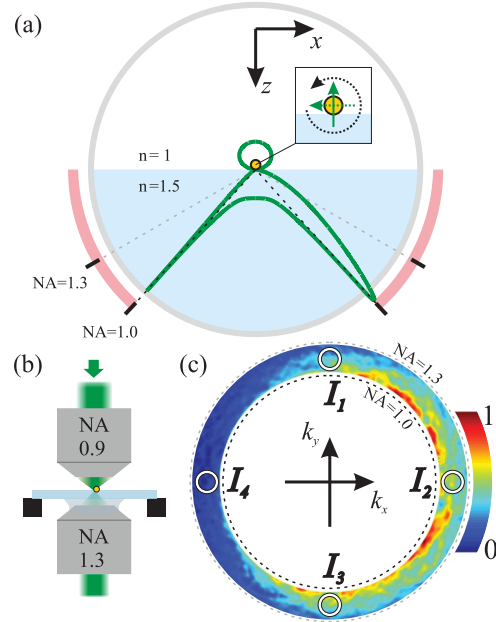 (a)
x
z
n= 1
n=1.5
NA=1.3
NA=1.0
(b)
NA
0.9
NA
1.3
(c)
NA=1.3
I1
NA=1.0
1
ky
kx
I4
I2
I3
0